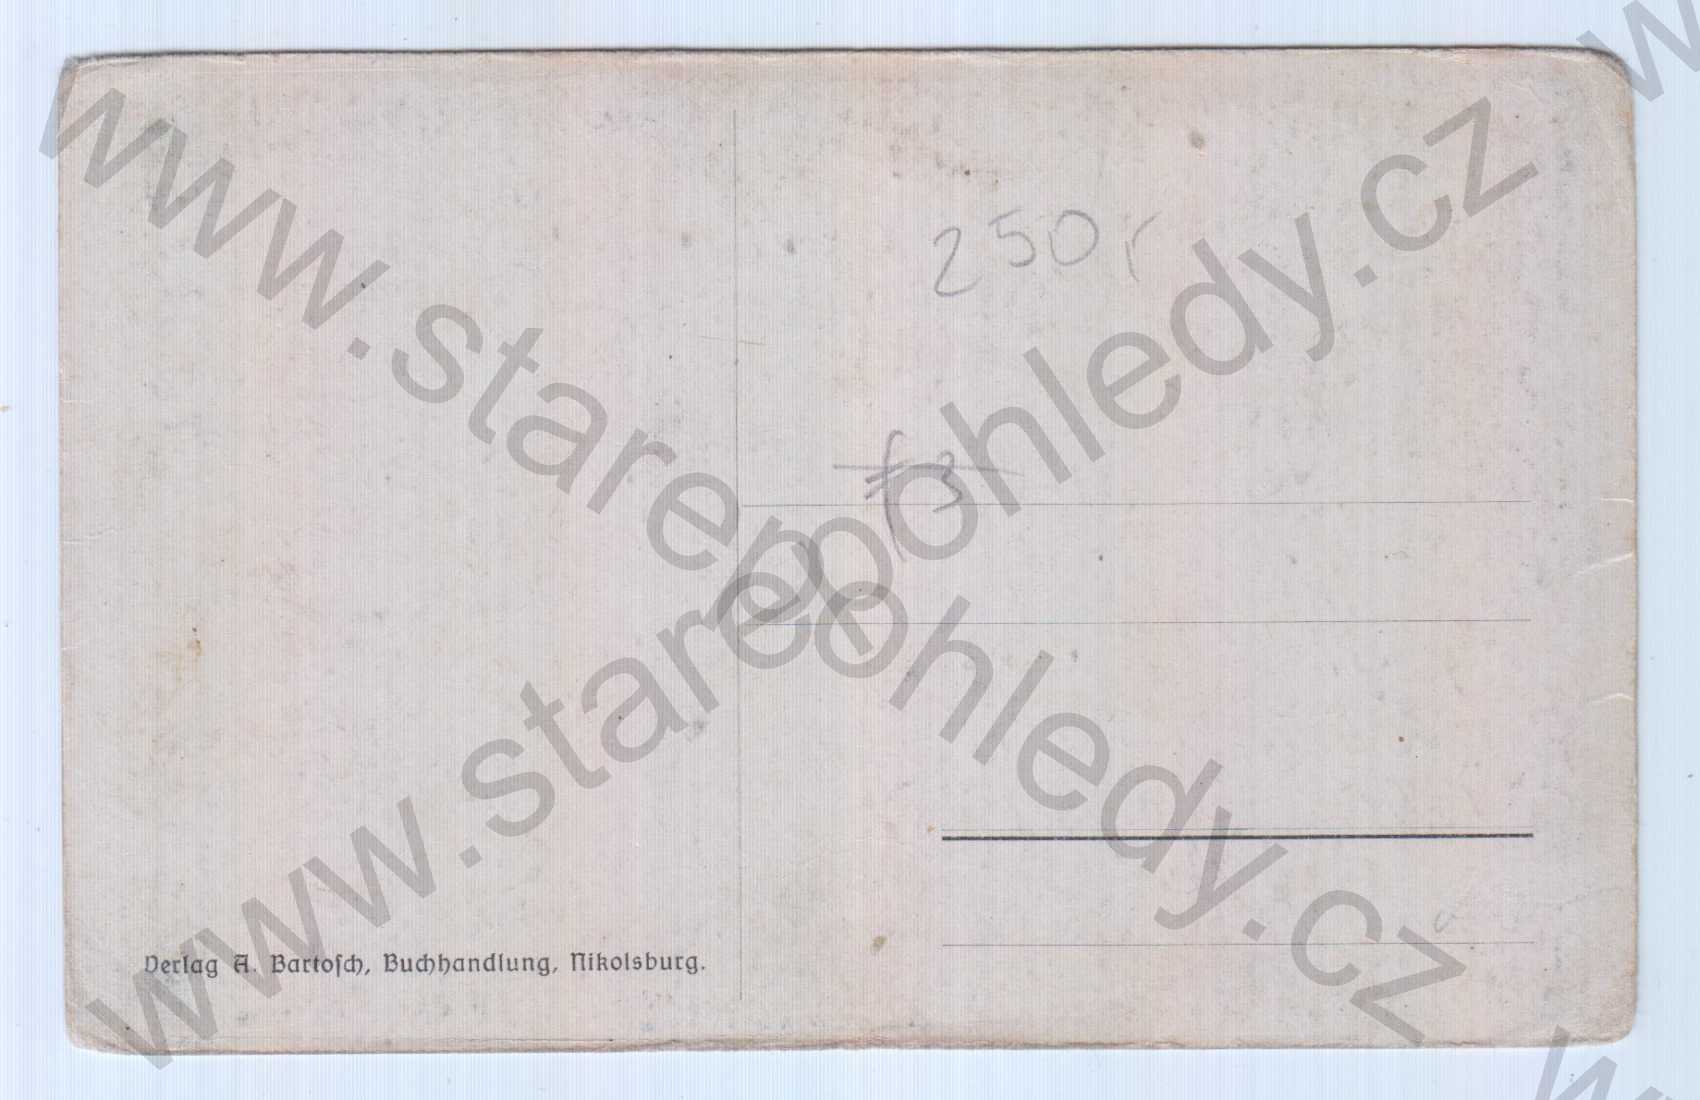 www.starepohledy.cz
www.starepohledy.cz
250,
Verlag A. Bartosch, Buchhandlung, Nikolsburg.